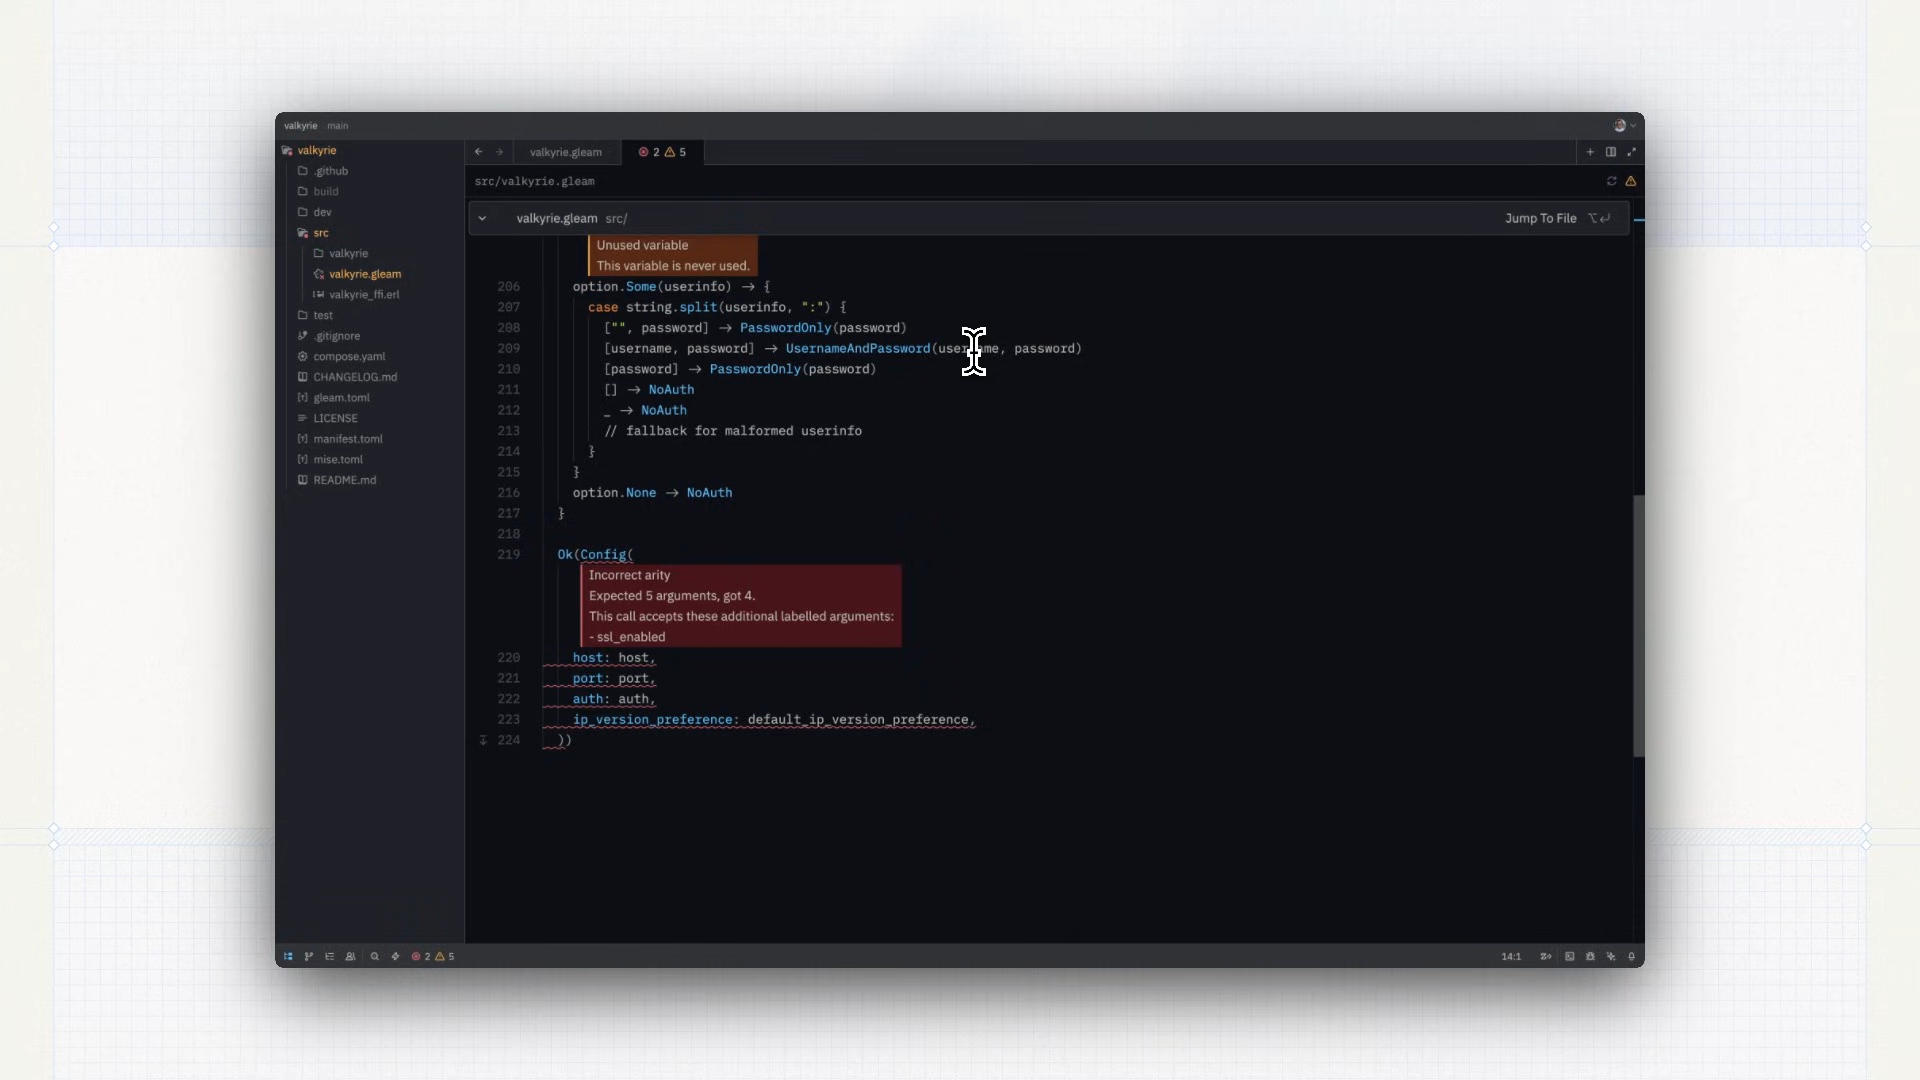 valkyrie main
valkyrie
.github
build
dev
src
valkyrie
valkyrie.gleam
valkyrie_ffi.erl
test
.gitignore
compose.yaml
CHANGELOG.md
gleam.toml
LICENSE
manifest.toml
mise.toml
README.md
valkyrie.gleam 2 5
src/valkyrie.gleam
valkyrie.gleam src/ Jump To File ⌥↵
Unused variable
This variable is never used.
206 option.Some(userinfo) → {
207 case string.split(userinfo, ":") {
208 ["", password] → PasswordOnly(password)
209 [username, password] → UsernameAndPassword(username, password)
210 [password] → PasswordOnly(password)
211 [] → NoAuth
212 _ → NoAuth
213 // fallback for malformed userinfo
214 }
215 }
216 option.None → NoAuth
217 }
218
219 Ok(Config(
Incorrect arity
Expected 5 arguments, got 4.
This call accepts these additional labelled arguments:
- ssl_enabled
220 host: host,
221 port: port,
222 auth: auth,
223 ip_version_preference: default_ip_version_preference,
224 ))
2 5 14:1